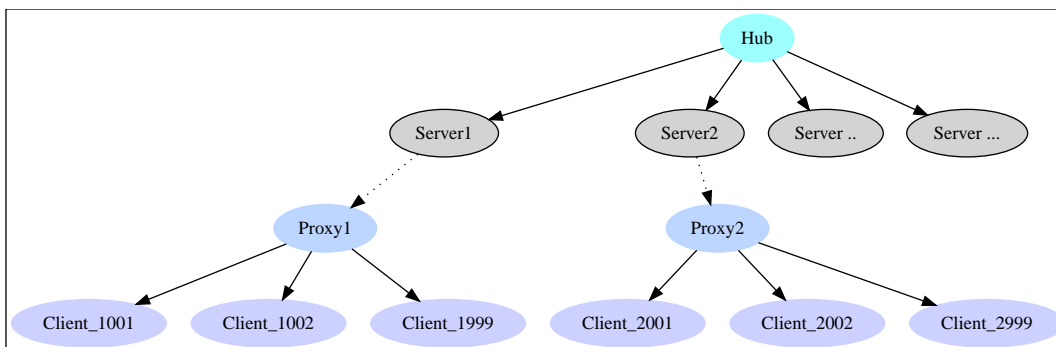 Hub
Server1
Server2
Server ..
Server ...
Proxy1
Proxy2
Client_1001
Client_1002
Client_1999
Client_2001
Client_2002
Client_2999